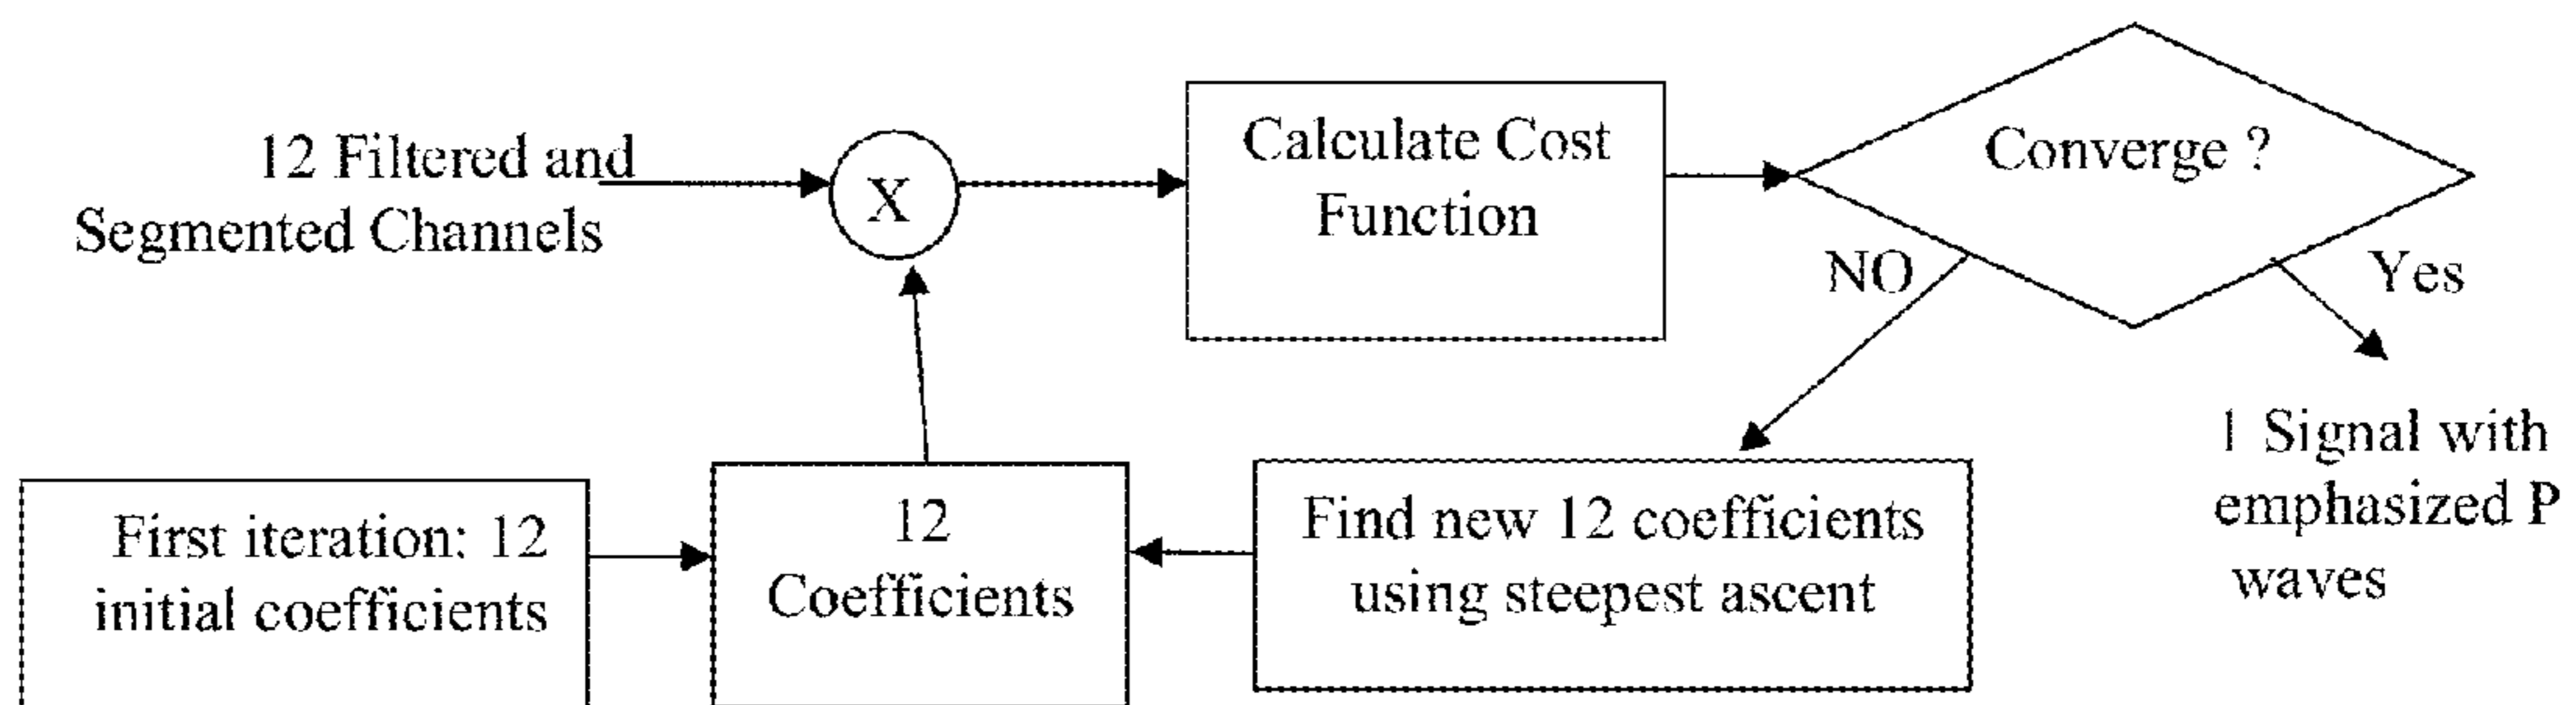 12 Filtered and
Segmented Channels
X
Calculate Cost
Function
Converge ?
NO
Yes
1 Signal with
emphasized P
waves
First iteration: 12
initial coefficients
12
Coefficients
Find new 12 coefficients
using steepest ascent